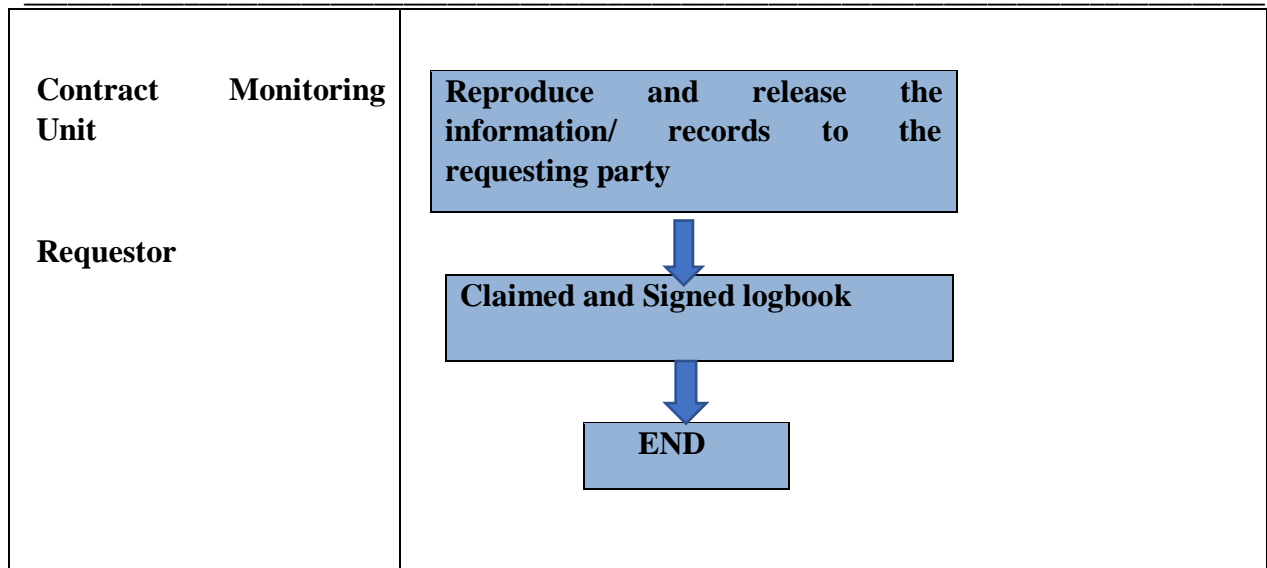 Contract Monitoring
Unit
Reproduce and release the
information/ records to the
requesting party
Requestor
Claimed and Signed logbook
END